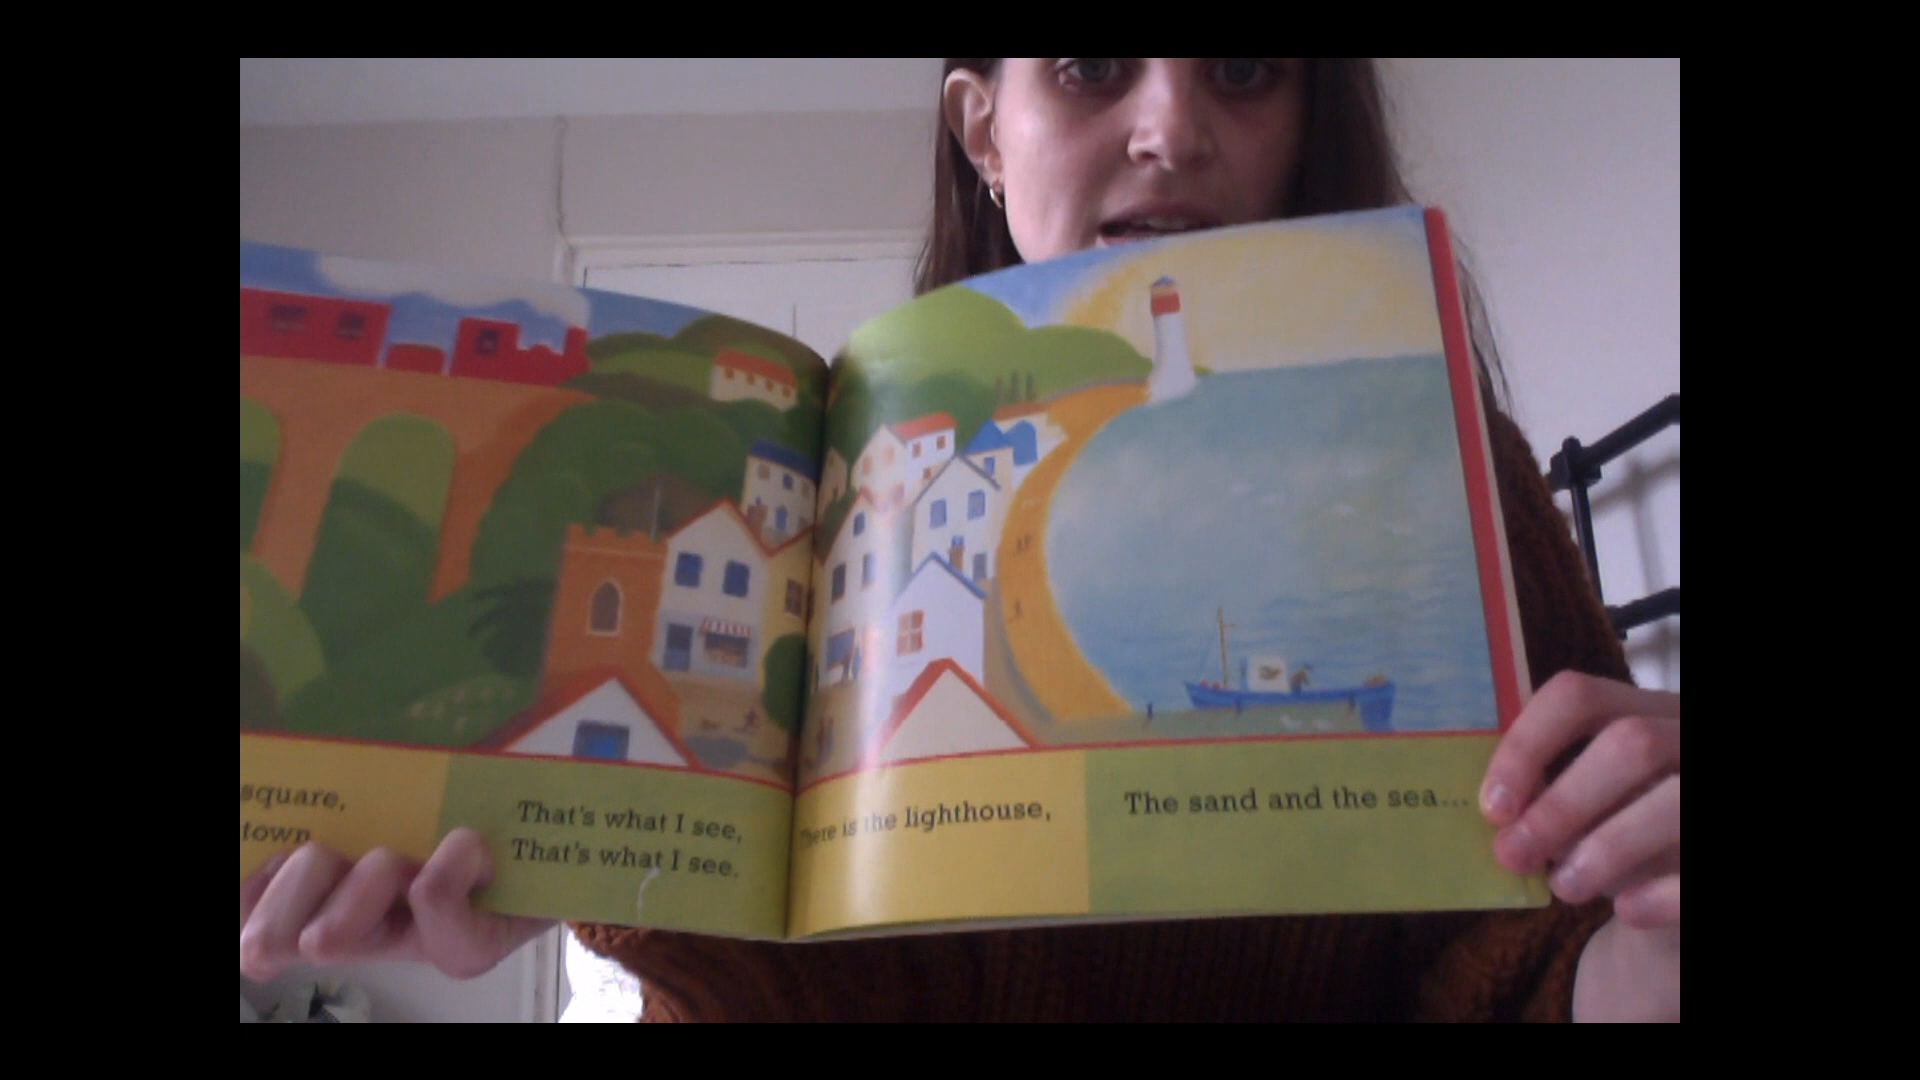 square,
town
That's what I see,
That's what I see.
There is the lighthouse,
The sand and the sea...